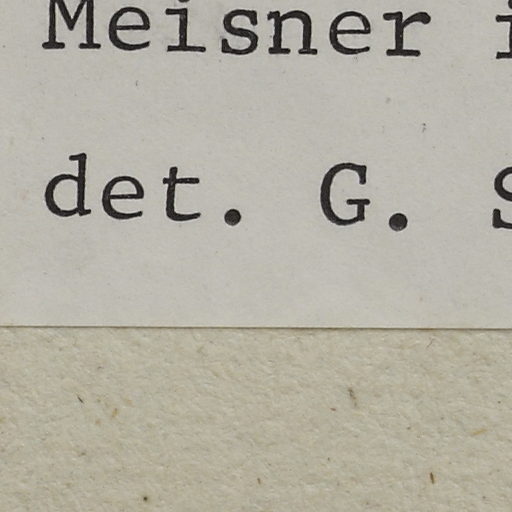 Meisner i
det. G. S